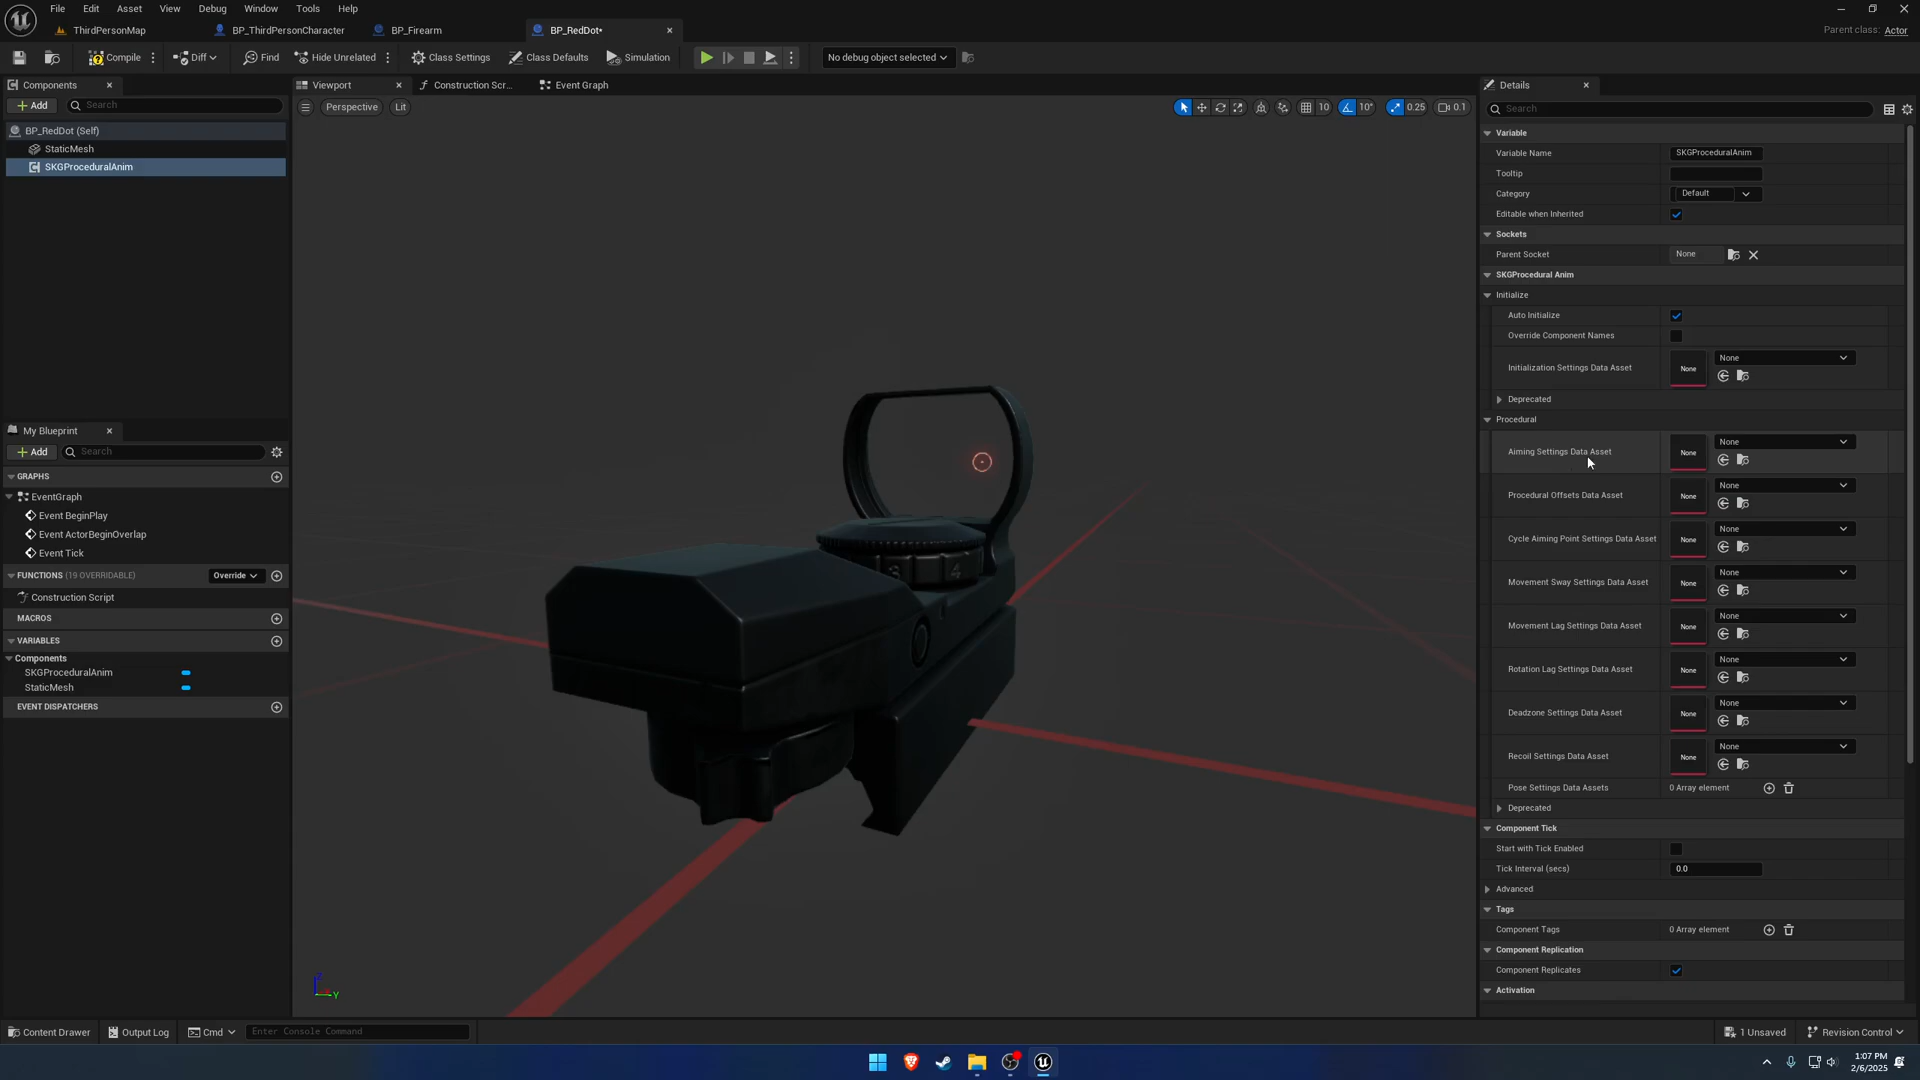 File Edit Asset View Debug Window Tools Help
ThirdPersonMap BP_ThirdPersonCharacter BP_Firearm BP_RedDot•
Parent class: Actor
Compile Diff Find Hide Unrelated Class Settings Class Defaults Simulation No debug object selected
Components
Viewport Construction Scr... Event Graph
Details
Add Search
Perspective Lit
10 10° 0.25 0.1
Search
BP_RedDot (Self)
StaticMesh
SKGProceduralAnim
Variable
Variable Name SKGProceduralAnim
Tooltip
Category Default
Editable when Inherited
Sockets
Parent Socket None
SKGProcedural Anim
Initialize
Auto Initialize
Override Component Names
Initialization Settings Data Asset None None
Deprecated
Procedural
Aiming Settings Data Asset None None
Procedural Offsets Data Asset None None
Cycle Aiming Point Settings Data Asset None None
Movement Sway Settings Data Asset None None
Movement Lag Settings Data Asset None None
Rotation Lag Settings Data Asset None None
Deadzone Settings Data Asset None None
Recoil Settings Data Asset None None
Pose Settings Data Assets 0 Array element
Deprecated
Component Tick
Start with Tick Enabled
Tick Interval (secs) 0.0
Advanced
Tags
Component Tags 0 Array element
Component Replication
Component Replicates
Activation
My Blueprint
Add Search
GRAPHS
EventGraph
Event BeginPlay
Event ActorBeginOverlap
Event Tick
FUNCTIONS (19 OVERRIDABLE) Override
Construction Script
MACROS
VARIABLES
Components
SKGProceduralAnim
StaticMesh
EVENT DISPATCHERS
Y
Content Drawer Output Log Cmd Enter Console Command
1 Unsaved Revision Control
1:07 PM
2/6/2025